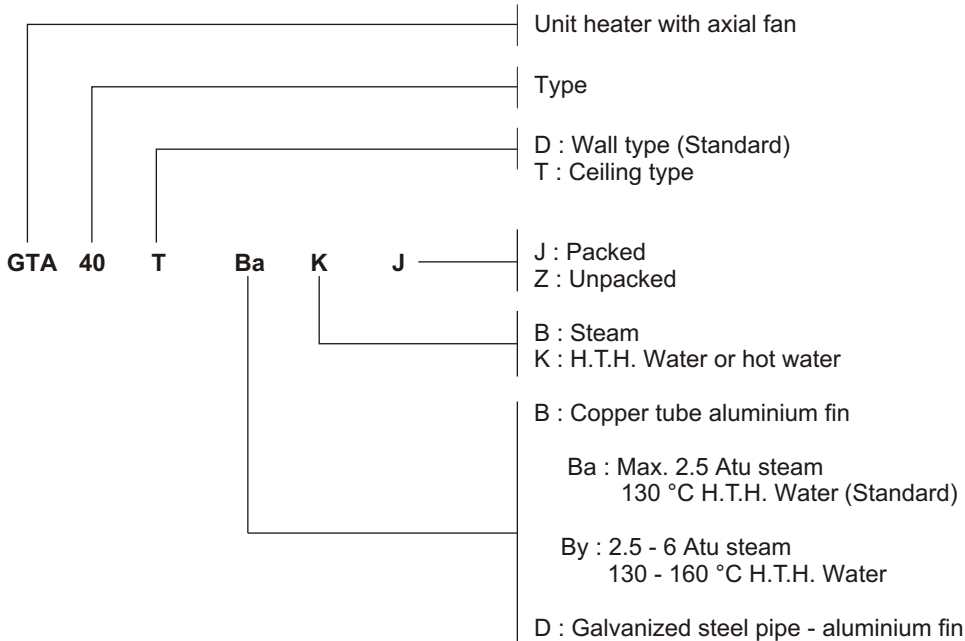 Unit heater with axial fan
Type
D : Wall type (Standard)
T : Ceiling type
GTA 40 T Ba K J
J : Packed
Z : Unpacked
B : Steam
K : H.T.H. Water or hot water
B : Copper tube aluminium fin
Ba : Max. 2.5 Atu steam
130 °C H.T.H. Water (Standard)
By : 2.5 - 6 Atu steam
130 - 160 °C H.T.H. Water
D : Galvanized steel pipe - aluminium fin